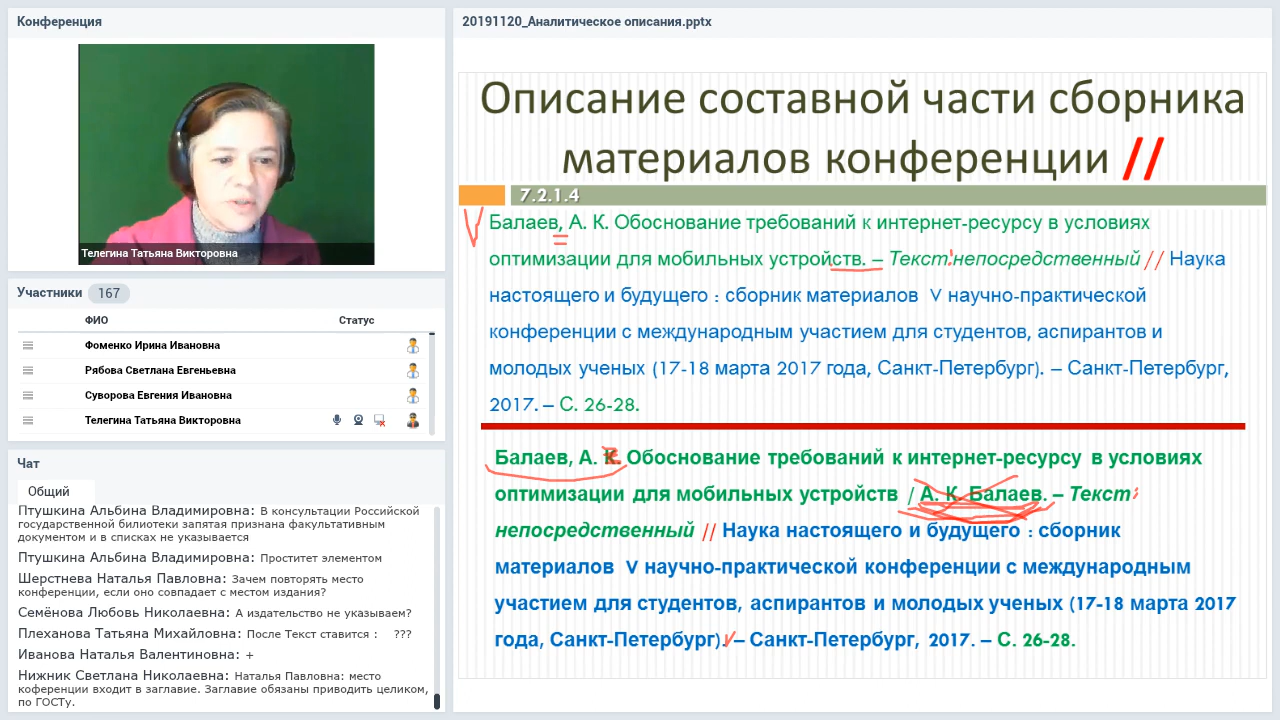 Конференция
Телегина Татьяна Викторовна
Участники 167
ФИО Статус
Фоменко Ирина Ивановна
Рябова Светлана Евгеньевна
Суворова Евгения Ивановна
Телегина Татьяна Викторовна
Чат
Общий
Птушкина Альбина Владимировна: В консультации Российской
государственной билиотеки запятая признана факультативным
документом и в списках не указывается
Птушкина Альбина Владимировна: Проститет элементом
Шерстнева Наталья Павловна: Зачем повторять место
конференции, если оно совпадает с местом издания?
Семёнова Любовь Николаевна: А издательство не указываем?
Плеханова Татьяна Михайловна: После Текст ставится : ???
Иванова Наталья Валентиновна: +
Нижник Светлана Николаевна: Наталья Павловна: место
коференции входит в заглавие. Заглавие обязаны приводить целиком,
по ГОСТу.
20191120_Аналитическое описания.pptx
Описание составной части сборника
материалов конференции //
7.2.1.4
Балаев, А. К. Обоснование требований к интернет-ресурсу в условиях
оптимизации для мобильных устройств. – Текст:непосредственный // Наука
настоящего и будущего : сборник материалов V научно-практической
конференции с международным участием для студентов, аспирантов и
молодых ученых (17-18 марта 2017 года, Санкт-Петербург). – Санкт-Петербург,
2017. – С. 26-28.
Балаев, А. К. Обоснование требований к интернет-ресурсу в условиях
оптимизации для мобильных устройств / А. К. Балаев. – Текст:
непосредственный // Наука настоящего и будущего : сборник
материалов V научно-практической конференции с международным
участием для студентов, аспирантов и молодых ученых (17-18 марта 2017
года, Санкт-Петербург). – Санкт-Петербург, 2017. – С. 26-28.